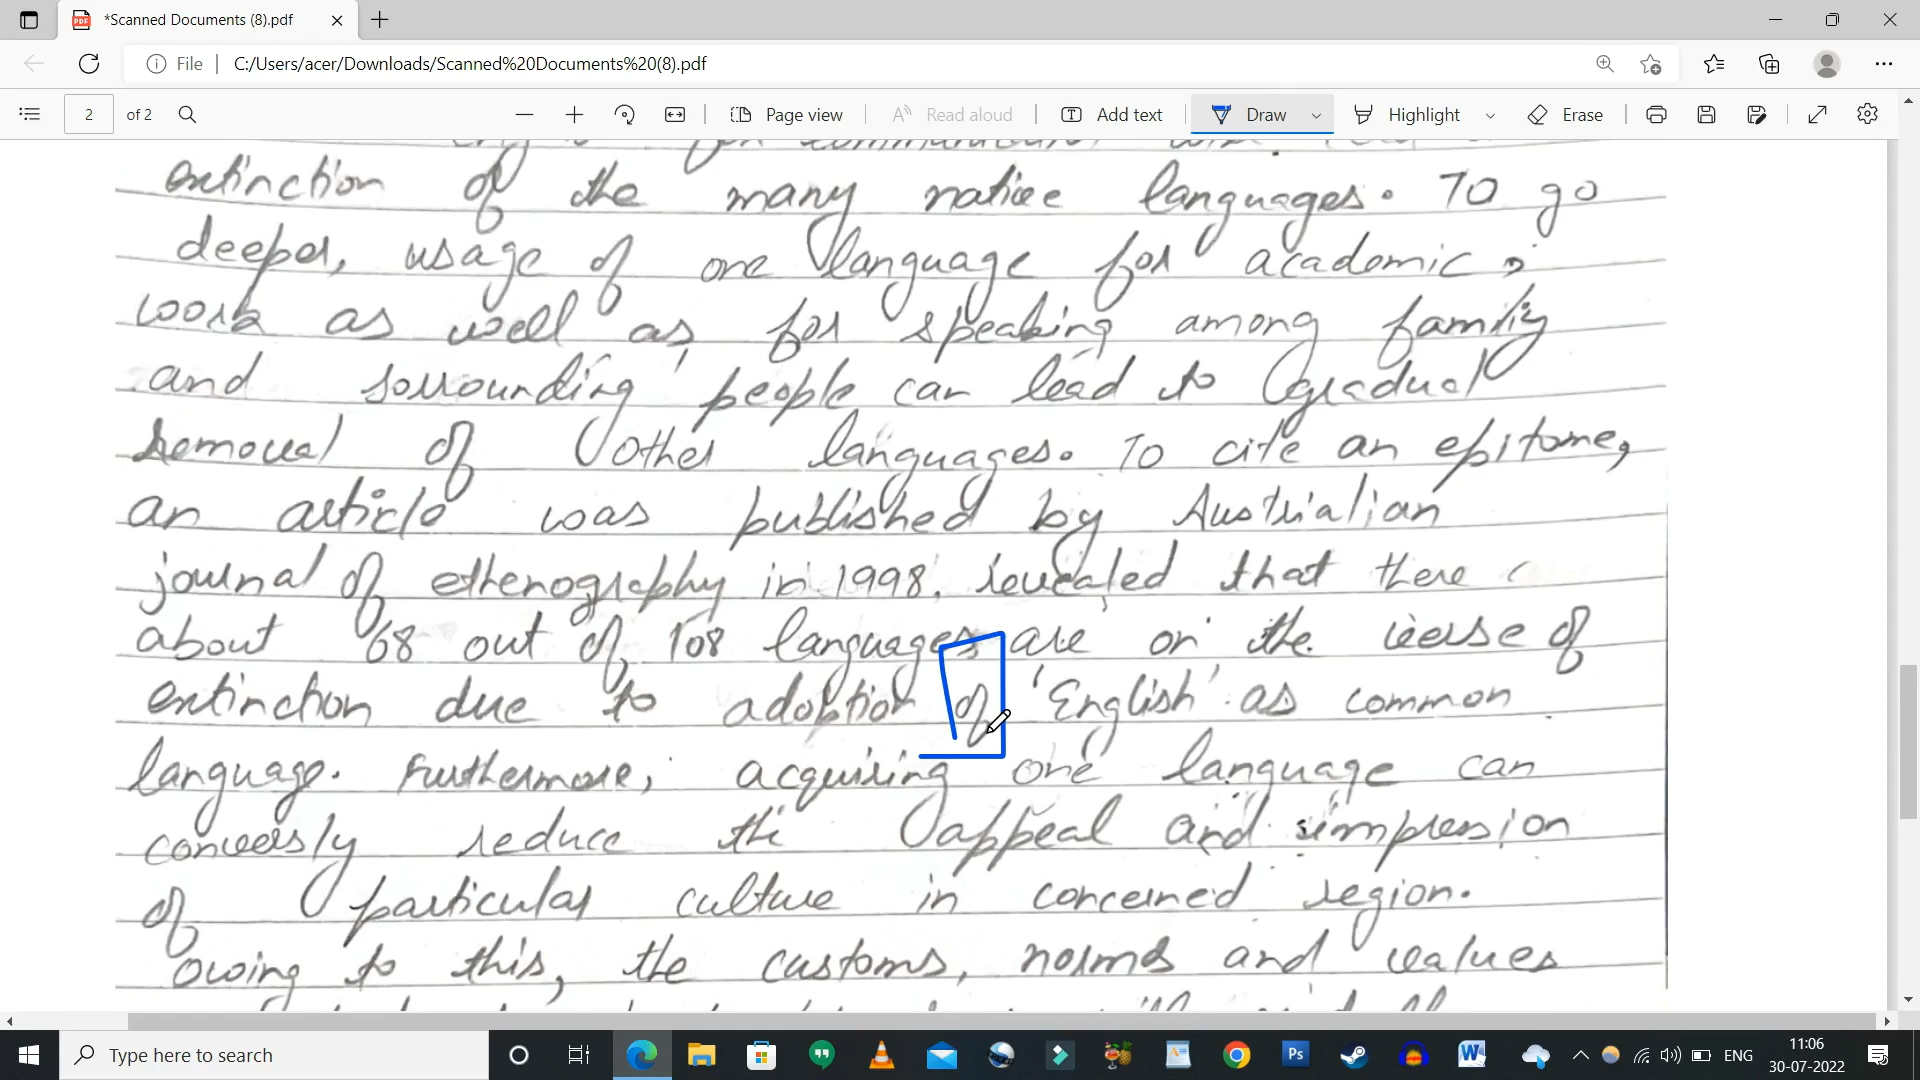 *Scanned Documents (8).pdf
File C:/Users/acer/Downloads/Scanned%20Documents%20(8).pdf
2 of 2 Page view Read aloud Add text Draw Highlight Erase
extinction of the many native languages. To go
deeper, usage of one language for academic,
work as well as, for speaking among family
and sorrounding people can lead to gradual
removal of other languages. To cite an epitome,
an article was published by Australian
journal of ethenography in 1998, revealed that there
about 68 out of 108 languages are on the verse of
extinction due to adoption of 'English' as common
language. Furthermore, acquiring one language can
conversly reduce the appeal and impression
of particular culture in concerned region.
owing to this, the customs, norms and values
Type here to search
ENG
11:06
30-07-2022